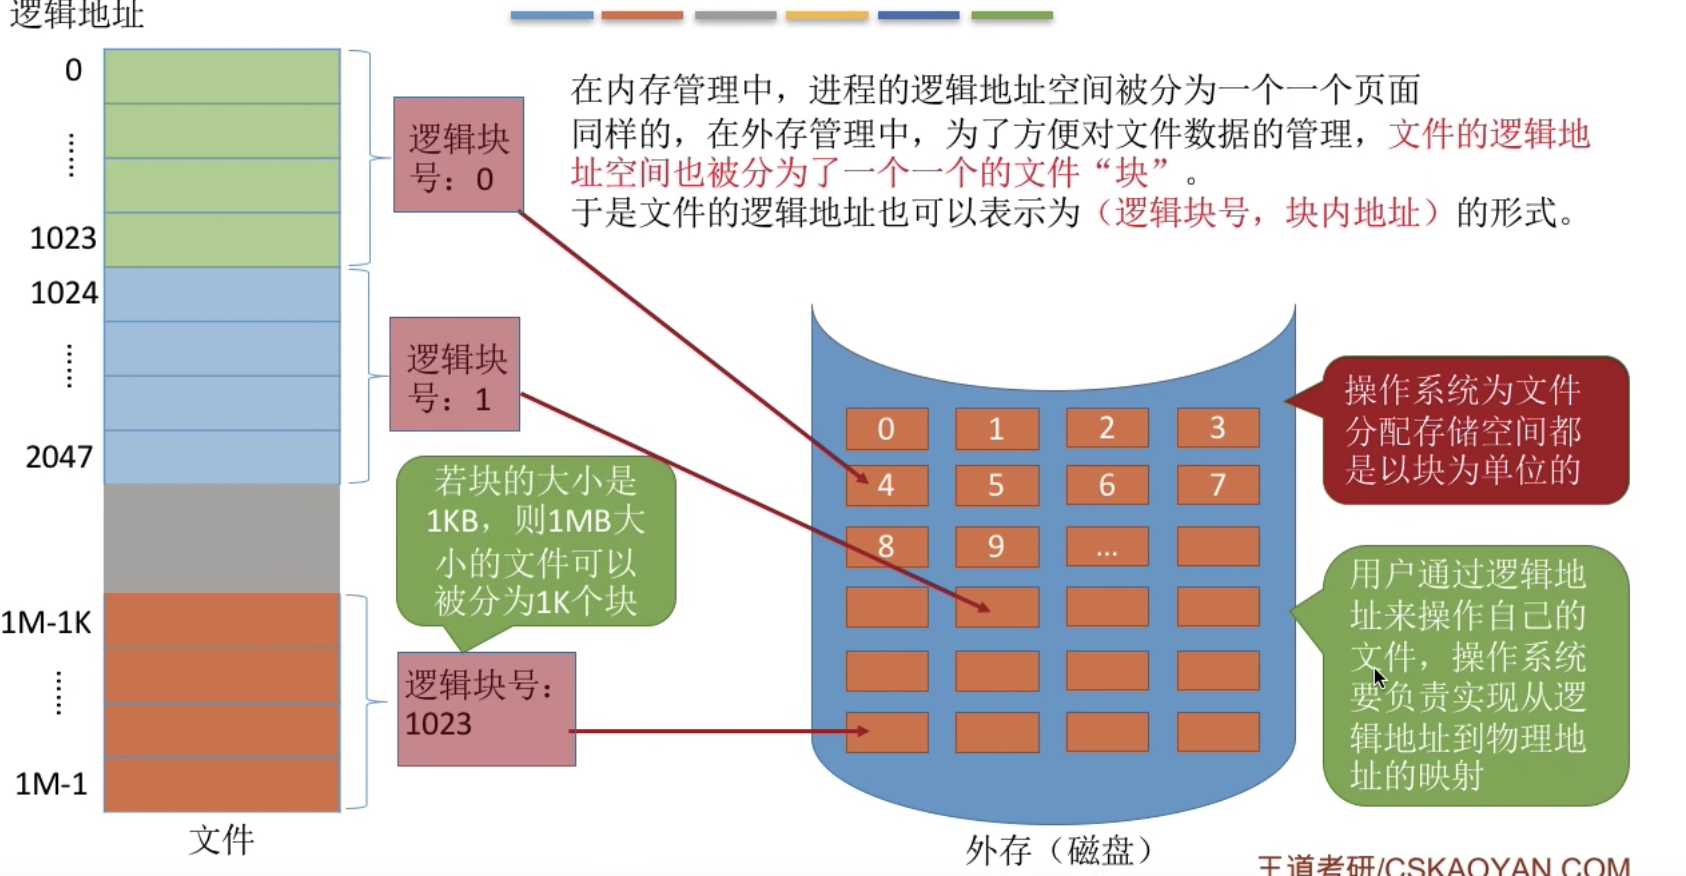 逻辑地址
0
……
1023
1024
……
2047
1M-1K
……
1M-1
文件
逻辑块
号：0
逻辑块
号：1
若块的大小是
1KB，则1MB大
小的文件可以
被分为1K个块
逻辑块号：
1023
在内存管理中，进程的逻辑地址空间被分为一个一个页面
同样的，在外存管理中，为了方便对文件数据的管理，文件的逻辑地
址空间也被分为了一个一个的文件“块”。
于是文件的逻辑地址也可以表示为（逻辑块号，块内地址）的形式。
0 1 2 3
4 5 6 7
8 9 ...
外存（磁盘）
操作系统为文件
分配存储空间都
是以块为单位的
用户通过逻辑地
址来操作自己的
文件，操作系统
要负责实现从逻
辑地址到物理地
址的映射
王道考研/CSKAOYAN.COM